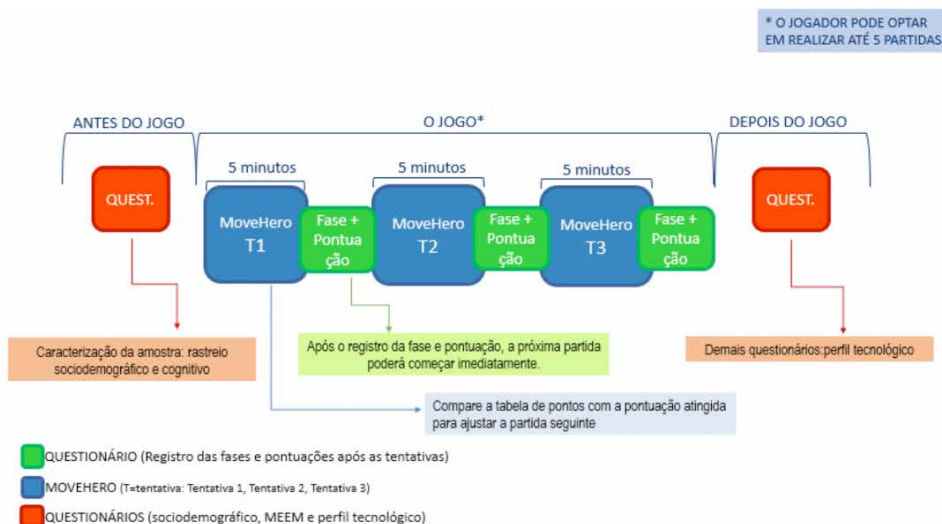 * O JOGADOR PODE OPTAR
EM REALIZAR ATÉ 5 PARTIDAS
ANTES DO JOGO
O JOGO*
DEPOIS DO JOGO
5 minutos
5 minutos
5 minutos
QUEST.
MoveHero
T1
Fase +
Pontua
ção
MoveHero
T2
Fase +
Pontua
ção
MoveHero
T3
Fase +
Pontua
ção
QUEST.
Caracterização da amostra: rastreio
sociodemográfico e cognitivo
Após o registro da fase e pontuação, a próxima partida
poderá começar imediatamente.
Demais questionários:perfil tecnológico
Compare a tabela de pontos com a pontuação atingida
para ajustar a partida seguinte
QUESTIONÁRIO (Registro das fases e pontuações após as tentativas)
MOVEHERO (T=tentativa: Tentativa 1, Tentativa 2, Tentativa 3)
QUESTIONÁRIOS (sociodemográfico, MEEM e perfil tecnológico)